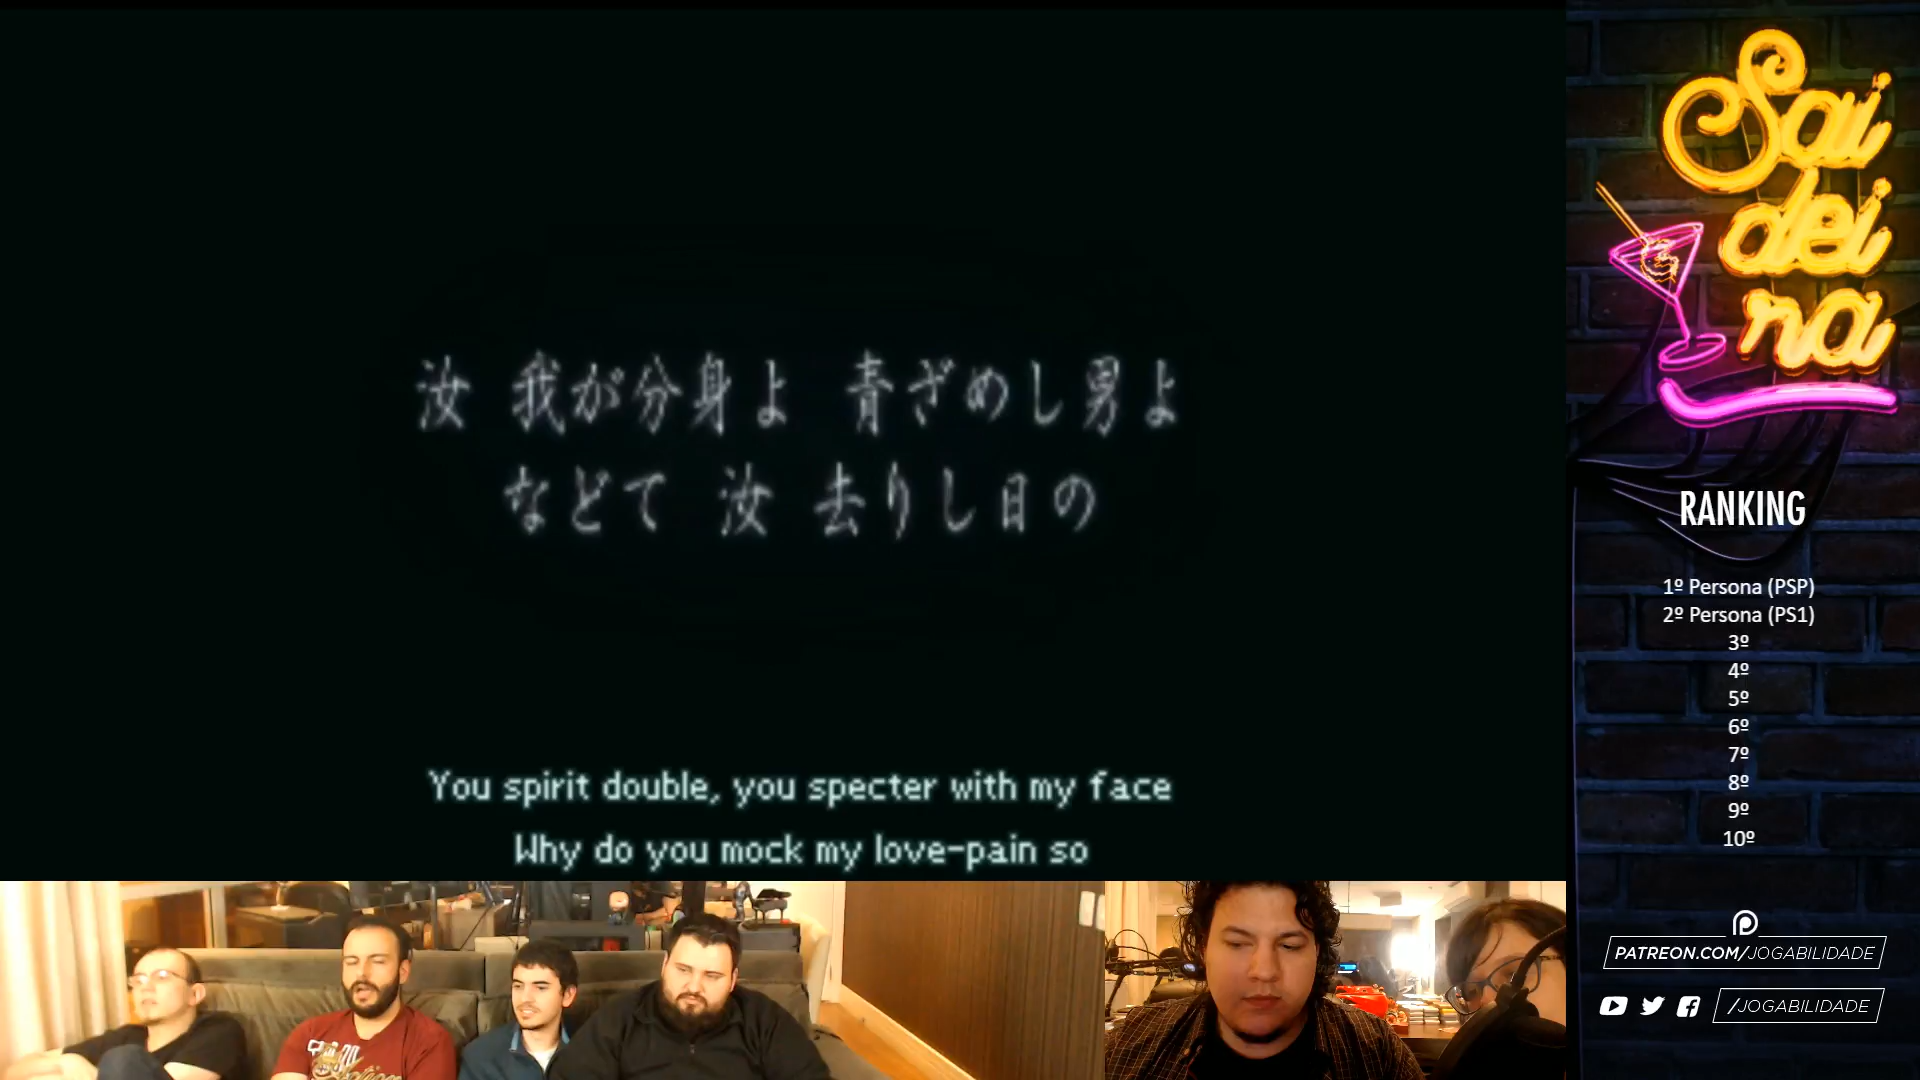 汝 我が分身よ 青ざめし男よ
などて 汝 去りし日の
You spirit double, you specter with my face
Why do you mock my love-pain so
Sai
dei
ra
RANKING
1º Persona (PSP)
2º Persona (PS1)
3º
4º
5º
6º
7º
8º
9º
10º
PATREON.COM/JOGABILIDADE
/JOGABILIDADE